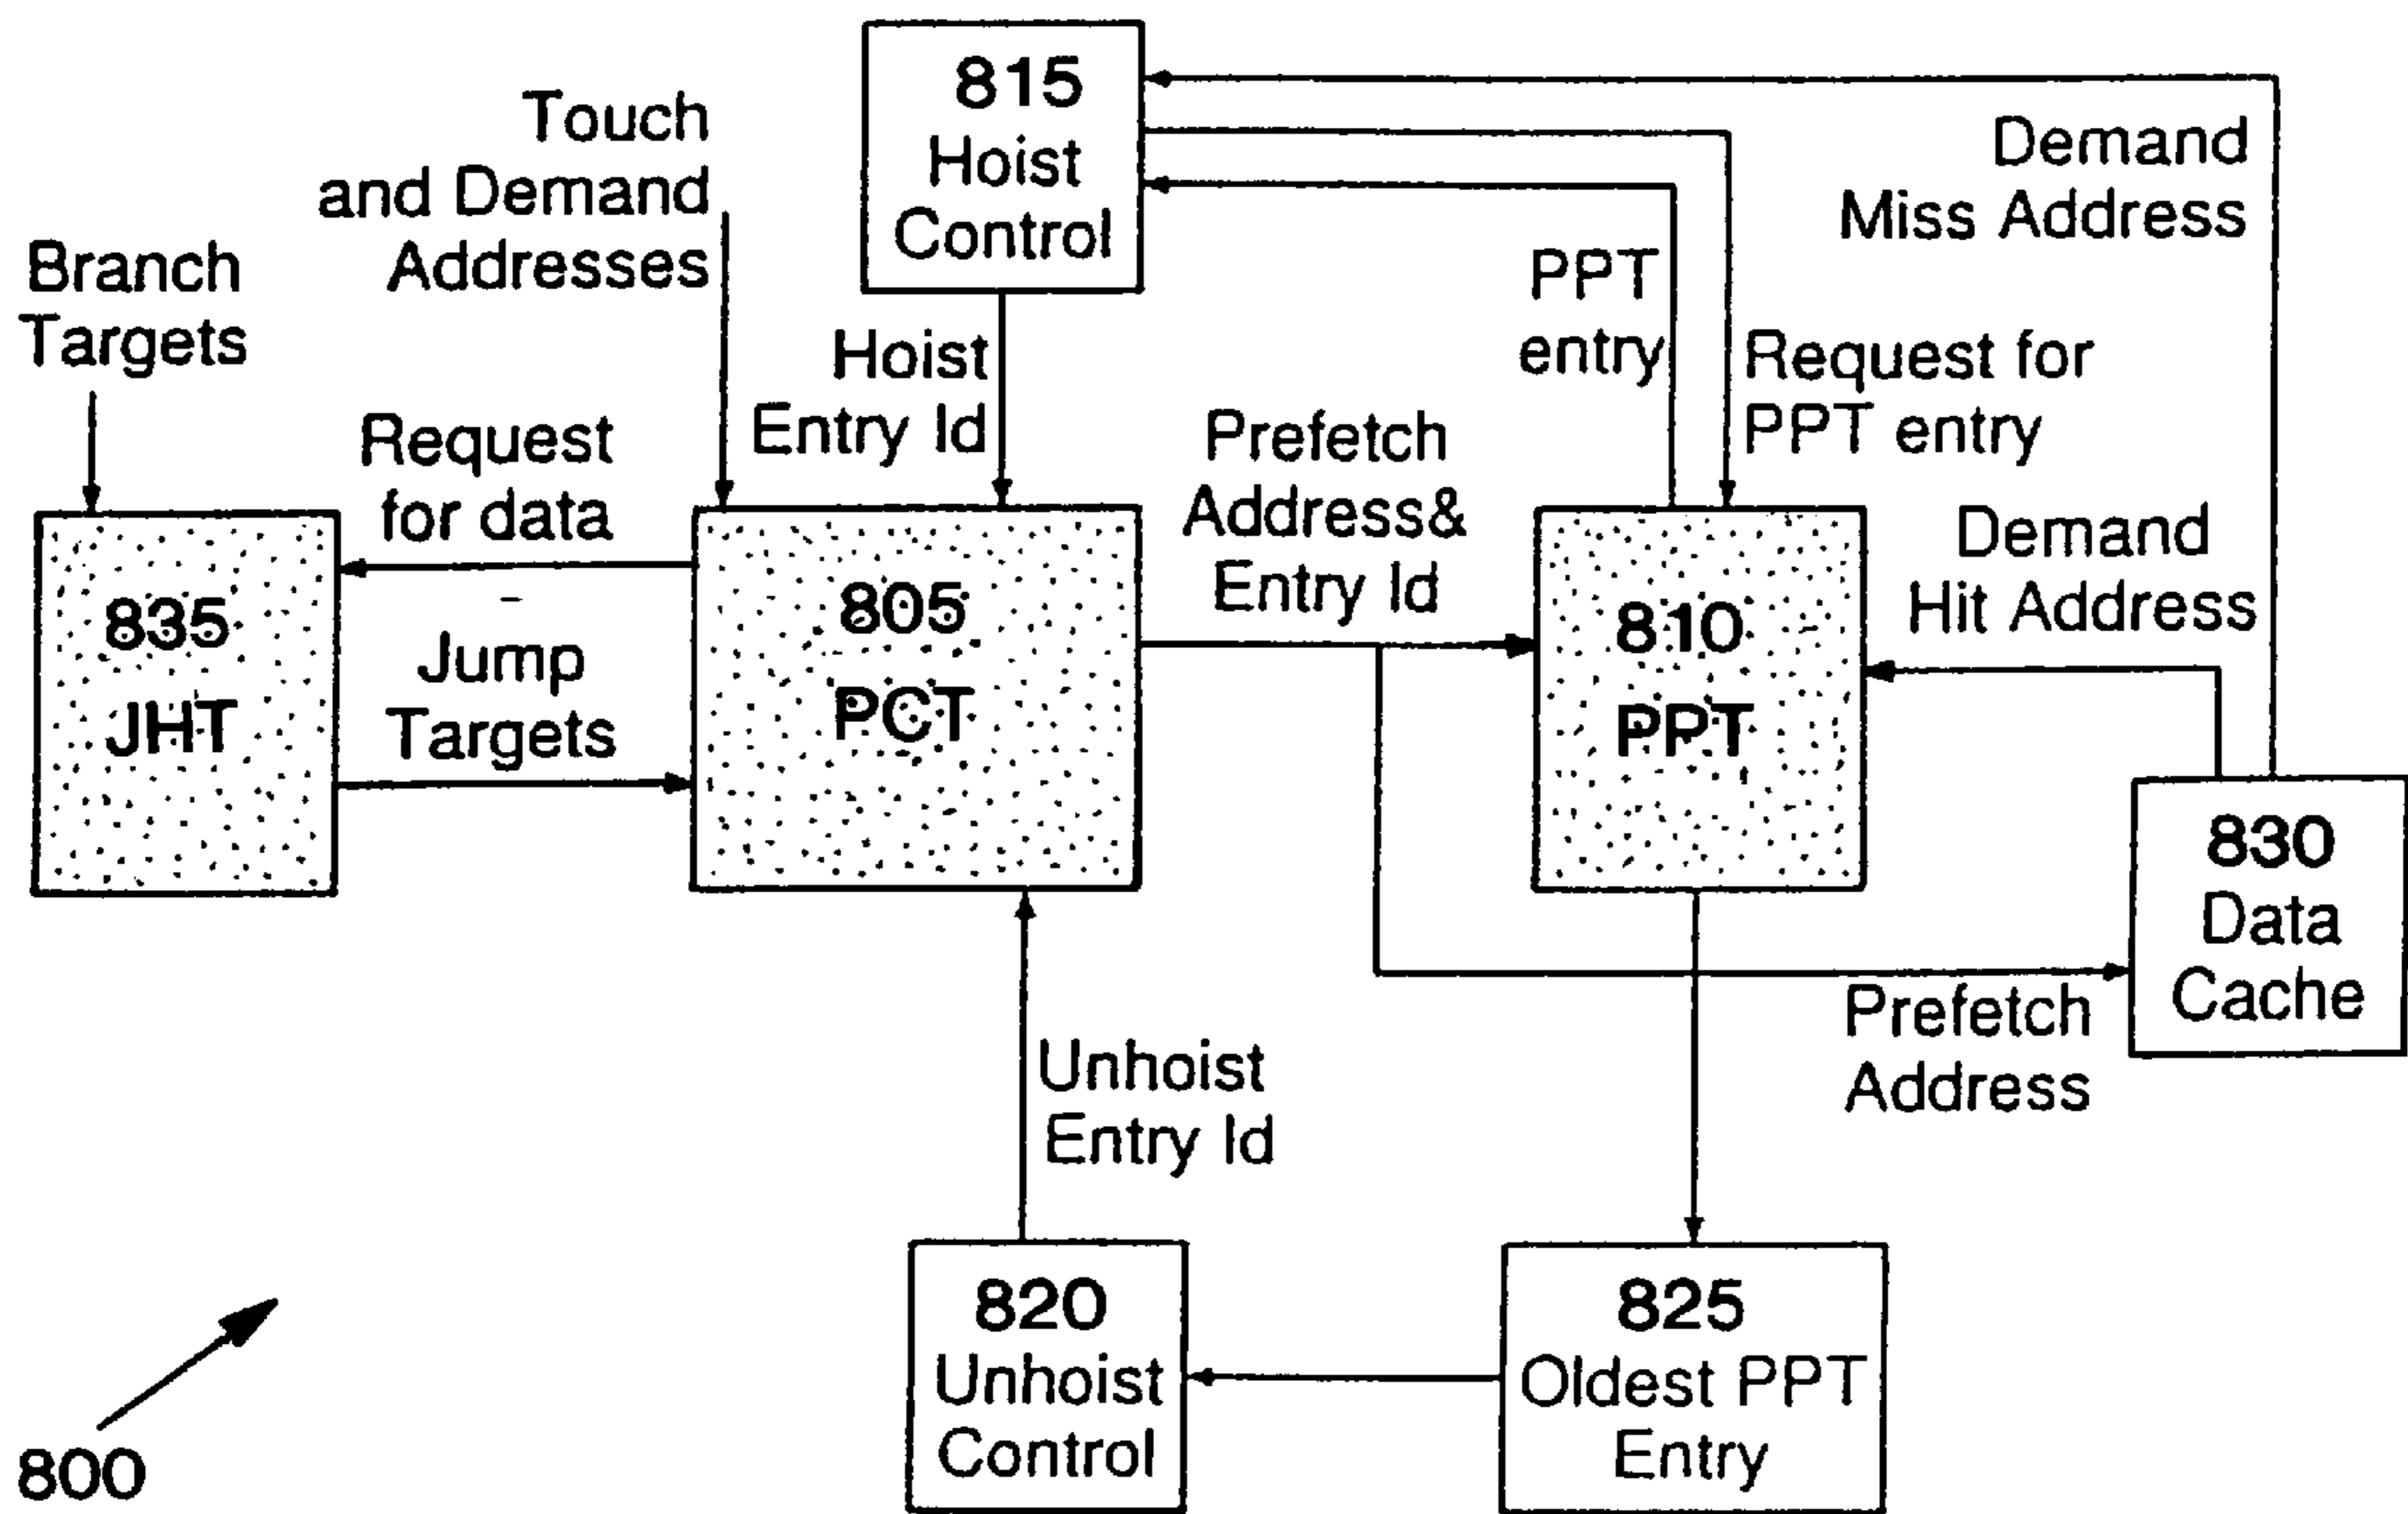 815
Hoist
Control
Touch
and Demand
Addresses
Branch
Targets
Demand
Miss Address
PPT
entry
Request for
PPT entry
Hoist
Entry Id
Request
for data
Prefetch
Address&
Entry Id
Demand
Hit Address
835
JHT
Jump
Targets
805
PCT
810
PPT
830
Data
Cache
Prefetch
Address
Unhoist
Entry Id
820
Unhoist
Control
825
Oldest PPT
Entry
800